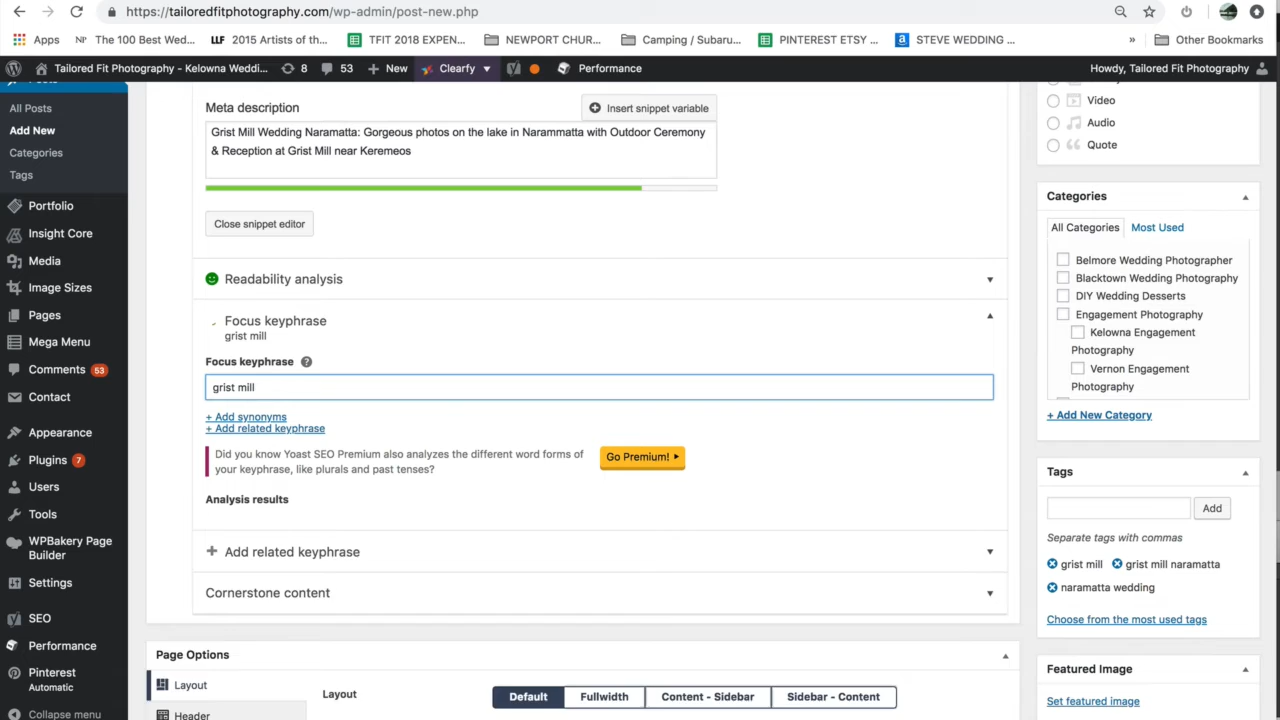 https://tailoredfitphotography.com/wp-admin/post-new.php
Apps
NP The 100 Best Wed...
LLF 2015 Artists of th...
TFIT 2018 EXPEN...
NEWPORT CHUR...
Camping / Subaru...
PINTEREST ETSY ...
a STEVE WEDDING ...
»
Other Bookmarks
Tailored Fit Photography - Kelowna Weddi...
8
53
New
Clearfy
Performance
Howdy, Tailored Fit Photography
All Posts
Add New
Categories
Tags
Portfolio
Insight Core
Media
Image Sizes
Pages
Mega Menu
Comments 53
Contact
Appearance
Plugins 7
Users
Tools
WPBakery Page
Builder
Settings
SEO
Performance
Pinterest
Automatic
Collapse menu
Meta description
Insert snippet variable
Grist Mill Wedding Naramatta: Gorgeous photos on the lake in Narammatta with Outdoor Ceremony
& Reception at Grist Mill near Keremeos
Close snippet editor
Readability analysis
Focus keyphrase
grist mill
Focus keyphrase ?
grist mill
+ Add synonyms
+ Add related keyphrase
Did you know Yoast SEO Premium also analyzes the different word forms of
your keyphrase, like plurals and past tenses?
Go Premium!
Analysis results
Add related keyphrase
Cornerstone content
Page Options
Layout
Header
Layout
Default
Fullwidth
Content - Sidebar
Sidebar - Content
Video
Audio
Quote
Categories
All Categories
Most Used
Belmore Wedding Photographer
Blacktown Wedding Photography
DIY Wedding Desserts
Engagement Photography
Kelowna Engagement
Photography
Vernon Engagement
Photography
+ Add New Category
Tags
Add
Separate tags with commas
grist mill
grist mill naramatta
naramatta wedding
Choose from the most used tags
Featured Image
Set featured image